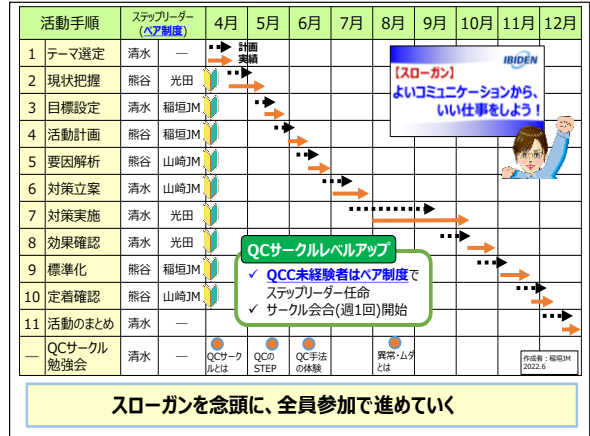 活動手順 ステップリーダー (ペア制度) 4月 5月 6月 7月 8月 9月 10月 11月 12月
1 テーマ選定 清水 ― 計画
実績
2 現状把握 熊谷 光田
3 目標設定 清水 稲垣JM
4 活動計画 熊谷 稲垣JM
5 要因解析 熊谷 山崎JM
6 対策立案 清水 山崎JM
7 対策実施 清水 光田
8 効果確認 清水 光田
9 標準化 熊谷 稲垣JM
10 定着確認 熊谷 山崎JM
11 活動のまとめ 清水 ―
― QCサークル 勉強会 清水 ― QCサークルとは QCの STEP QC手法の体験 異常・ムダとは
IBIDEN
【スローガン】
よいコミュニケーションから、
いい仕事をしよう！
QCサークルレベルアップ
✓ QCC未経験者はペア制度で
ステップリーダー任命
✓ サークル会合(週1回)開始
作成者：稲垣JM
2022.6
スローガンを念頭に、全員参加で進めていく